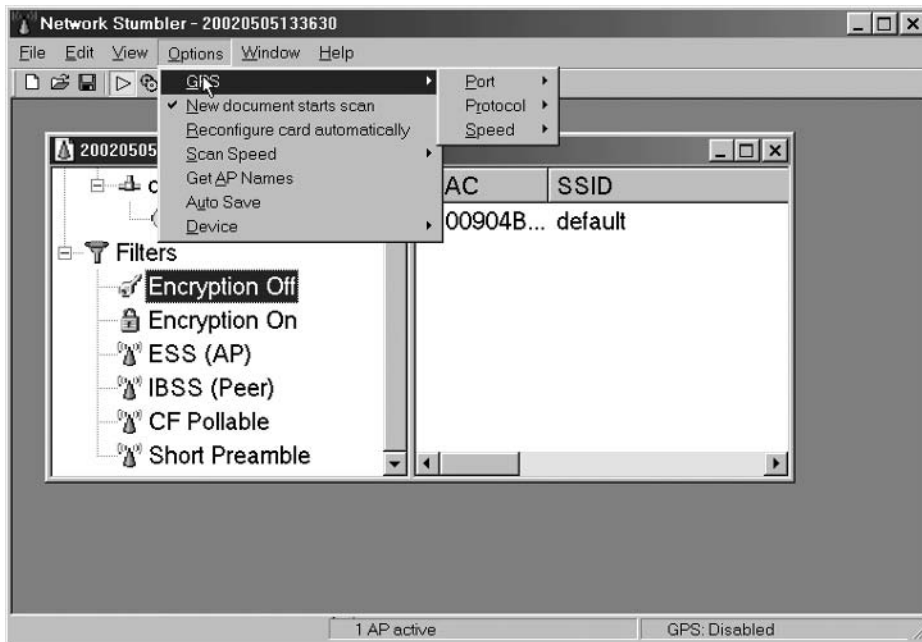 Network Stumbler - 20020505133630
File Edit View Options Window Help
GPS
New document starts scan
Reconfigure card automatically
Scan Speed
Get AP Names
Auto Save
Device
Port
Protocol
Speed
20020505
AC SSID
00904B... default
Filters
Encryption Off
Encryption On
ESS (AP)
IBSS (Peer)
CF Pollable
Short Preamble
1 AP active
GPS: Disabled